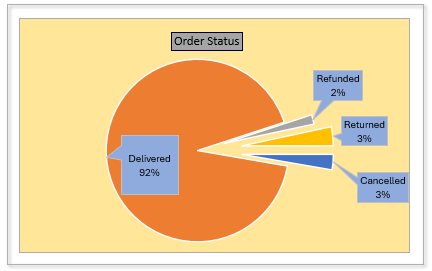 Order Status
Refunded
2%
Returned
3%
Delivered
92%
Cancelled
3%